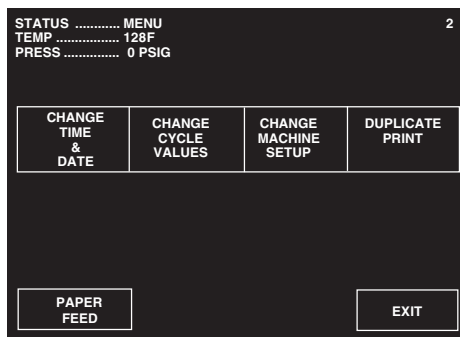 STATUS ............ MENU 2
TEMP ................. 128F
PRESS ............... 0 PSIG
CHANGE
TIME
&
DATE
CHANGE
CYCLE
VALUES
CHANGE
MACHINE
SETUP
DUPLICATE
PRINT
PAPER
FEED
EXIT